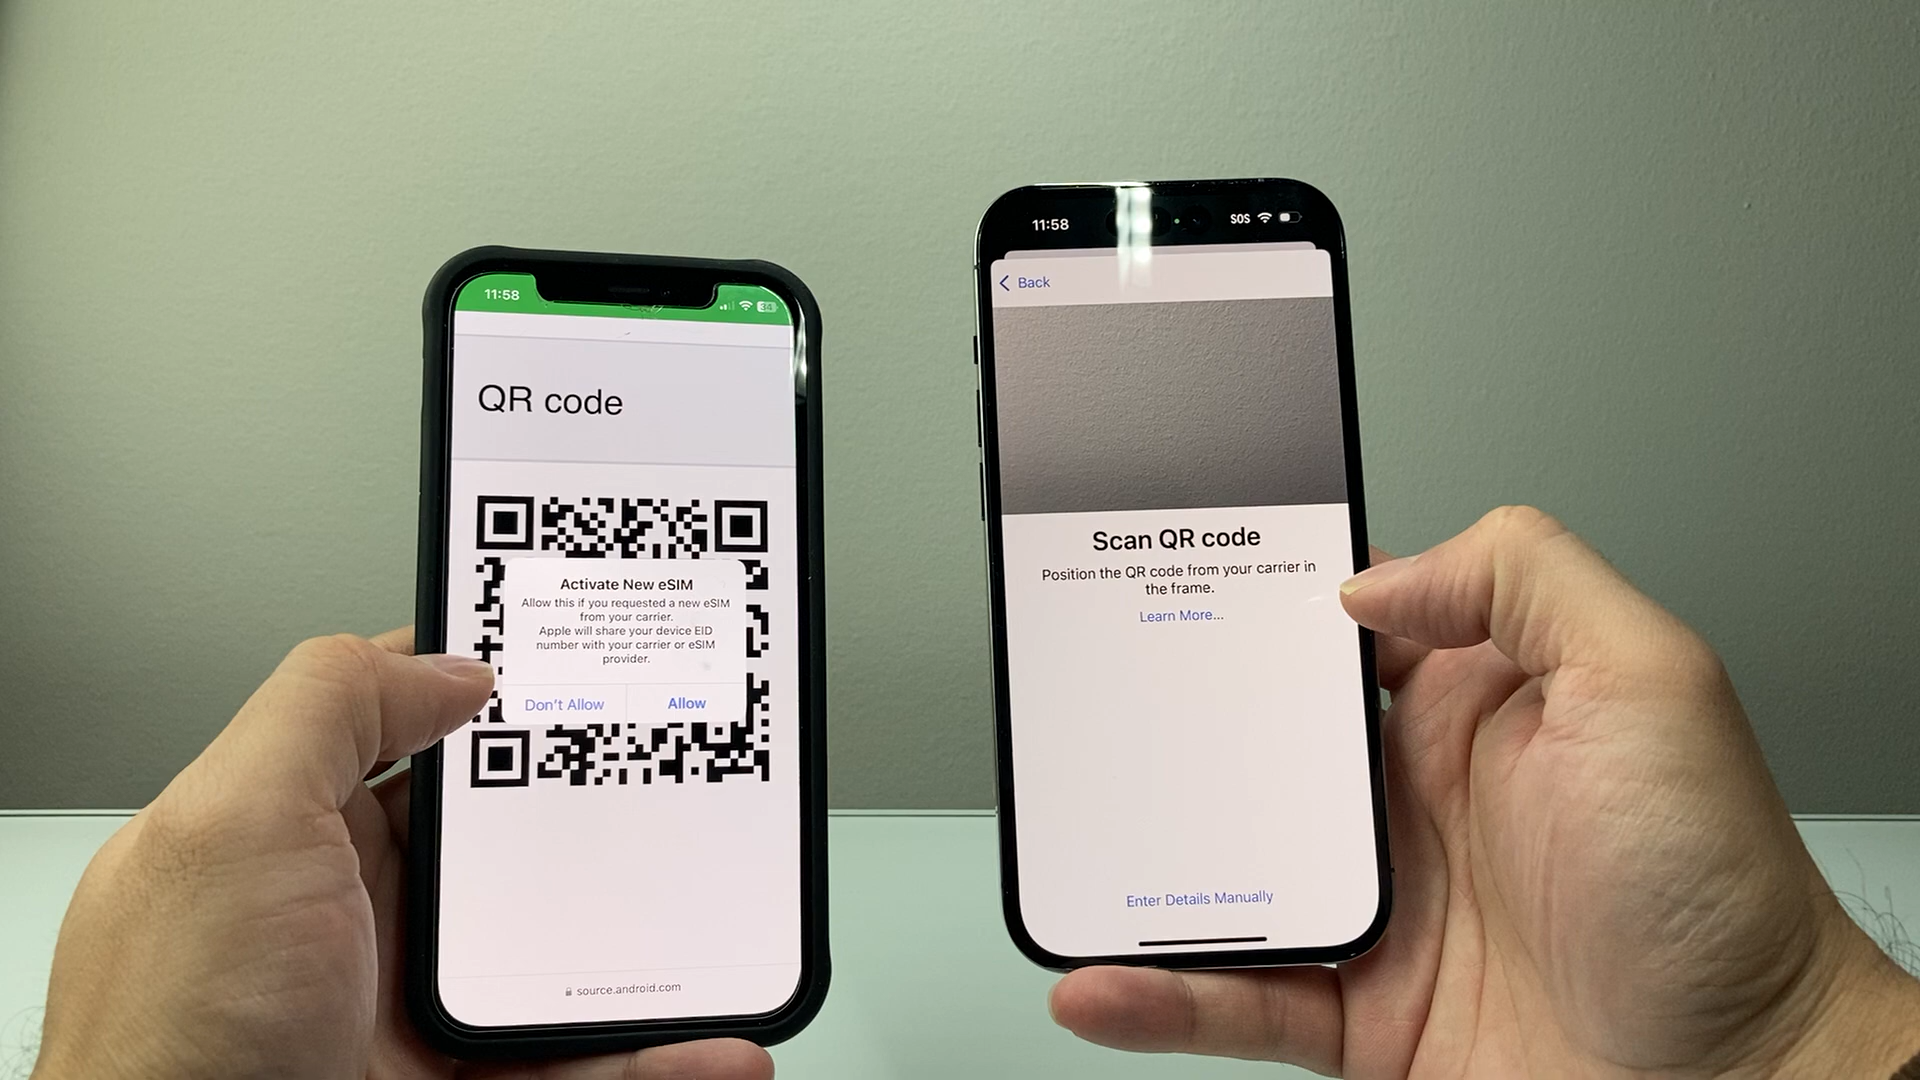 11:58
34
QR code
Activate New eSIM
Allow this if you requested a new eSIM
from your carrier.
Apple will share your device EID
number with your carrier or eSIM
provider.
Don't Allow
Allow
source.android.com
11:58
SOS
Back
Scan QR code
Position the QR code from your carrier in
the frame.
Learn More...
Enter Details Manually